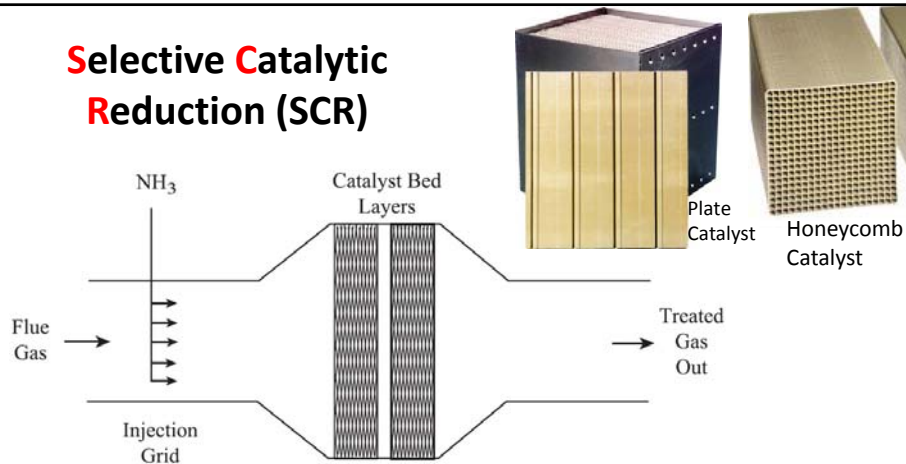 Selective Catalytic
Reduction (SCR)
NH3
Catalyst Bed
Layers
Plate
Catalyst
Honeycomb
Catalyst
Flue
Gas
Treated
Gas
Out
Injection
Grid